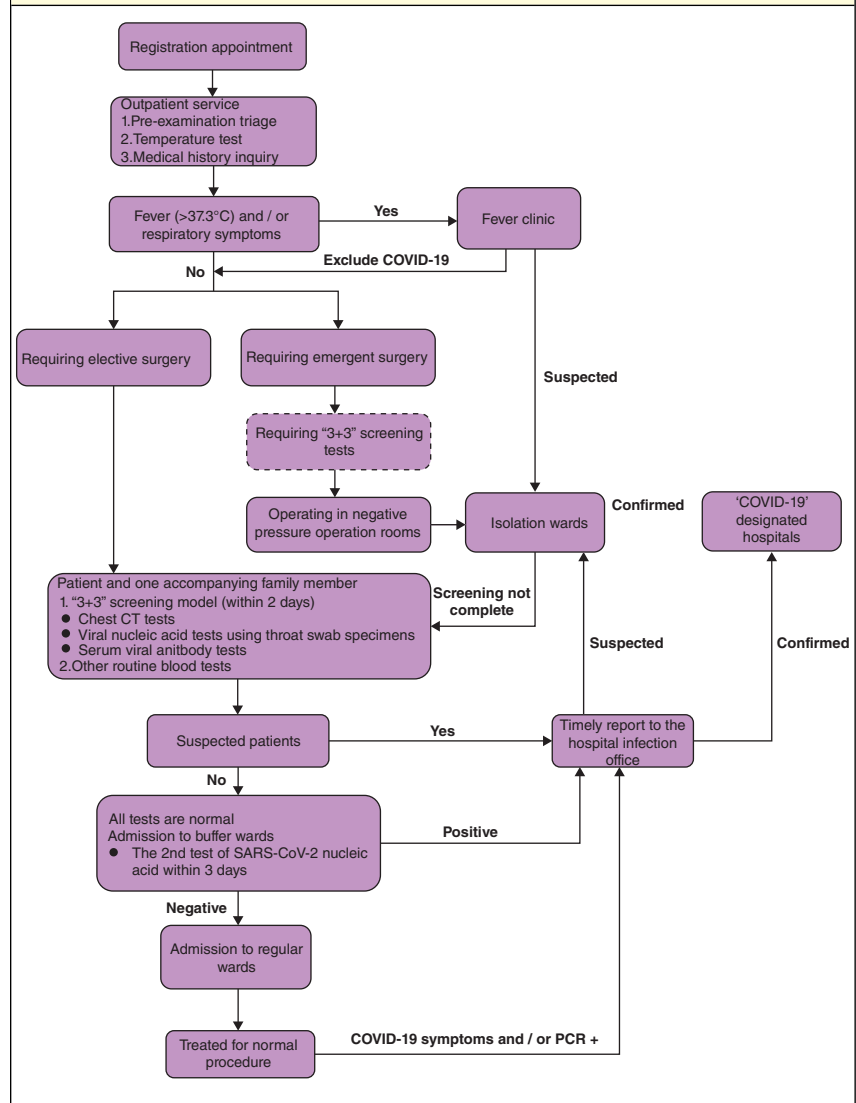 Registration appointment
Outpatient service
1.Pre-examination triage
2.Temperature test
3.Medical history inquiry
Fever (>37.3°C) and / or
respiratory symptoms
Yes
Fever clinic
Exclude COVID-19
No
Requiring elective surgery
Requiring emergent surgery
Suspected
Requiring “3+3” screening
tests
Operating in negative
pressure operation rooms
Isolation wards
Confirmed
‘COVID-19’
designated
hospitals
Patient and one accompanying family member
1. “3+3” screening model (within 2 days)
● Chest CT tests
● Viral nucleic acid tests using throat swab specimens
● Serum viral anitbody tests
2.Other routine blood tests
Screening not
complete
Suspected
Confirmed
Suspected patients
Yes
Timely report to the
hospital infection
office
No
All tests are normal
Admission to buffer wards
● The 2nd test of SARS-CoV-2 nucleic
acid within 3 days
Positive
Negative
Admission to regular
wards
Treated for normal
procedure
COVID-19 symptoms and / or PCR +